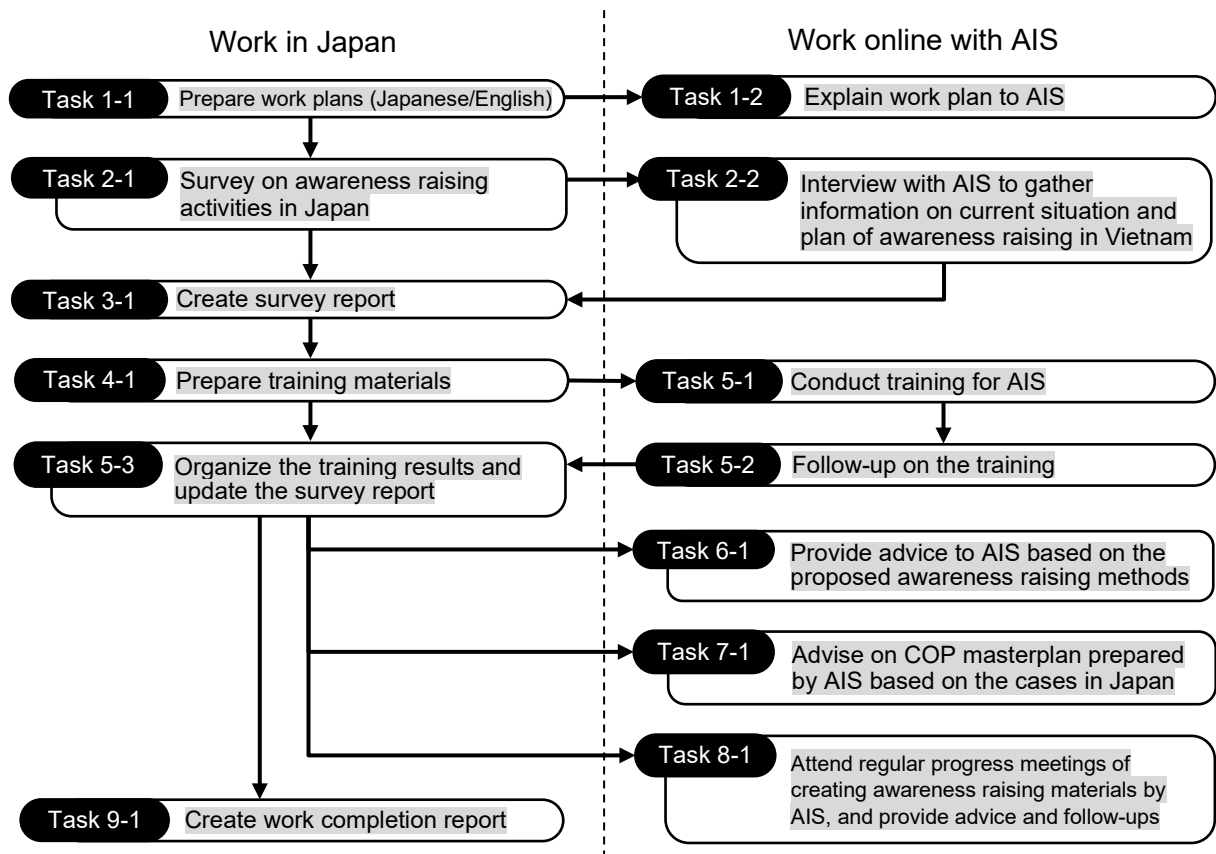 Work in Japan
Work online with AIS
Task 1-1
Prepare work plans (Japanese/English)
Task 1-2
Explain work plan to AIS
Task 2-1
Survey on awareness raising
activities in Japan
Task 2-2
Interview with AIS to gather
information on current situation and
plan of awareness raising in Vietnam
Task 3-1
Create survey report
Task 4-1
Prepare training materials
Task 5-1
Conduct training for AIS
Task 5-3
Organize the training results and
update the survey report
Task 5-2
Follow-up on the training
Task 6-1
Provide advice to AIS based on the
proposed awareness raising methods
Task 7-1
Advise on COP masterplan prepared
by AIS based on the cases in Japan
Task 8-1
Attend regular progress meetings of
creating awareness raising materials by
AIS, and provide advice and follow-ups
Task 9-1
Create work completion report